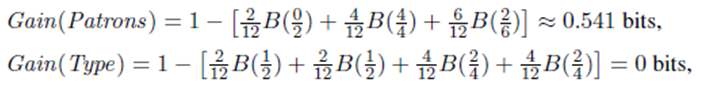 Gain(Patrons) = 1 − [2/12 B(0/2) + 4/12 B(4/4) + 6/12 B(2/6)] ≈ 0.541 bits,
Gain(Type) = 1 − [2/12 B(1/2) + 2/12 B(1/2) + 4/12 B(2/4) + 4/12 B(2/4)] = 0 bits,